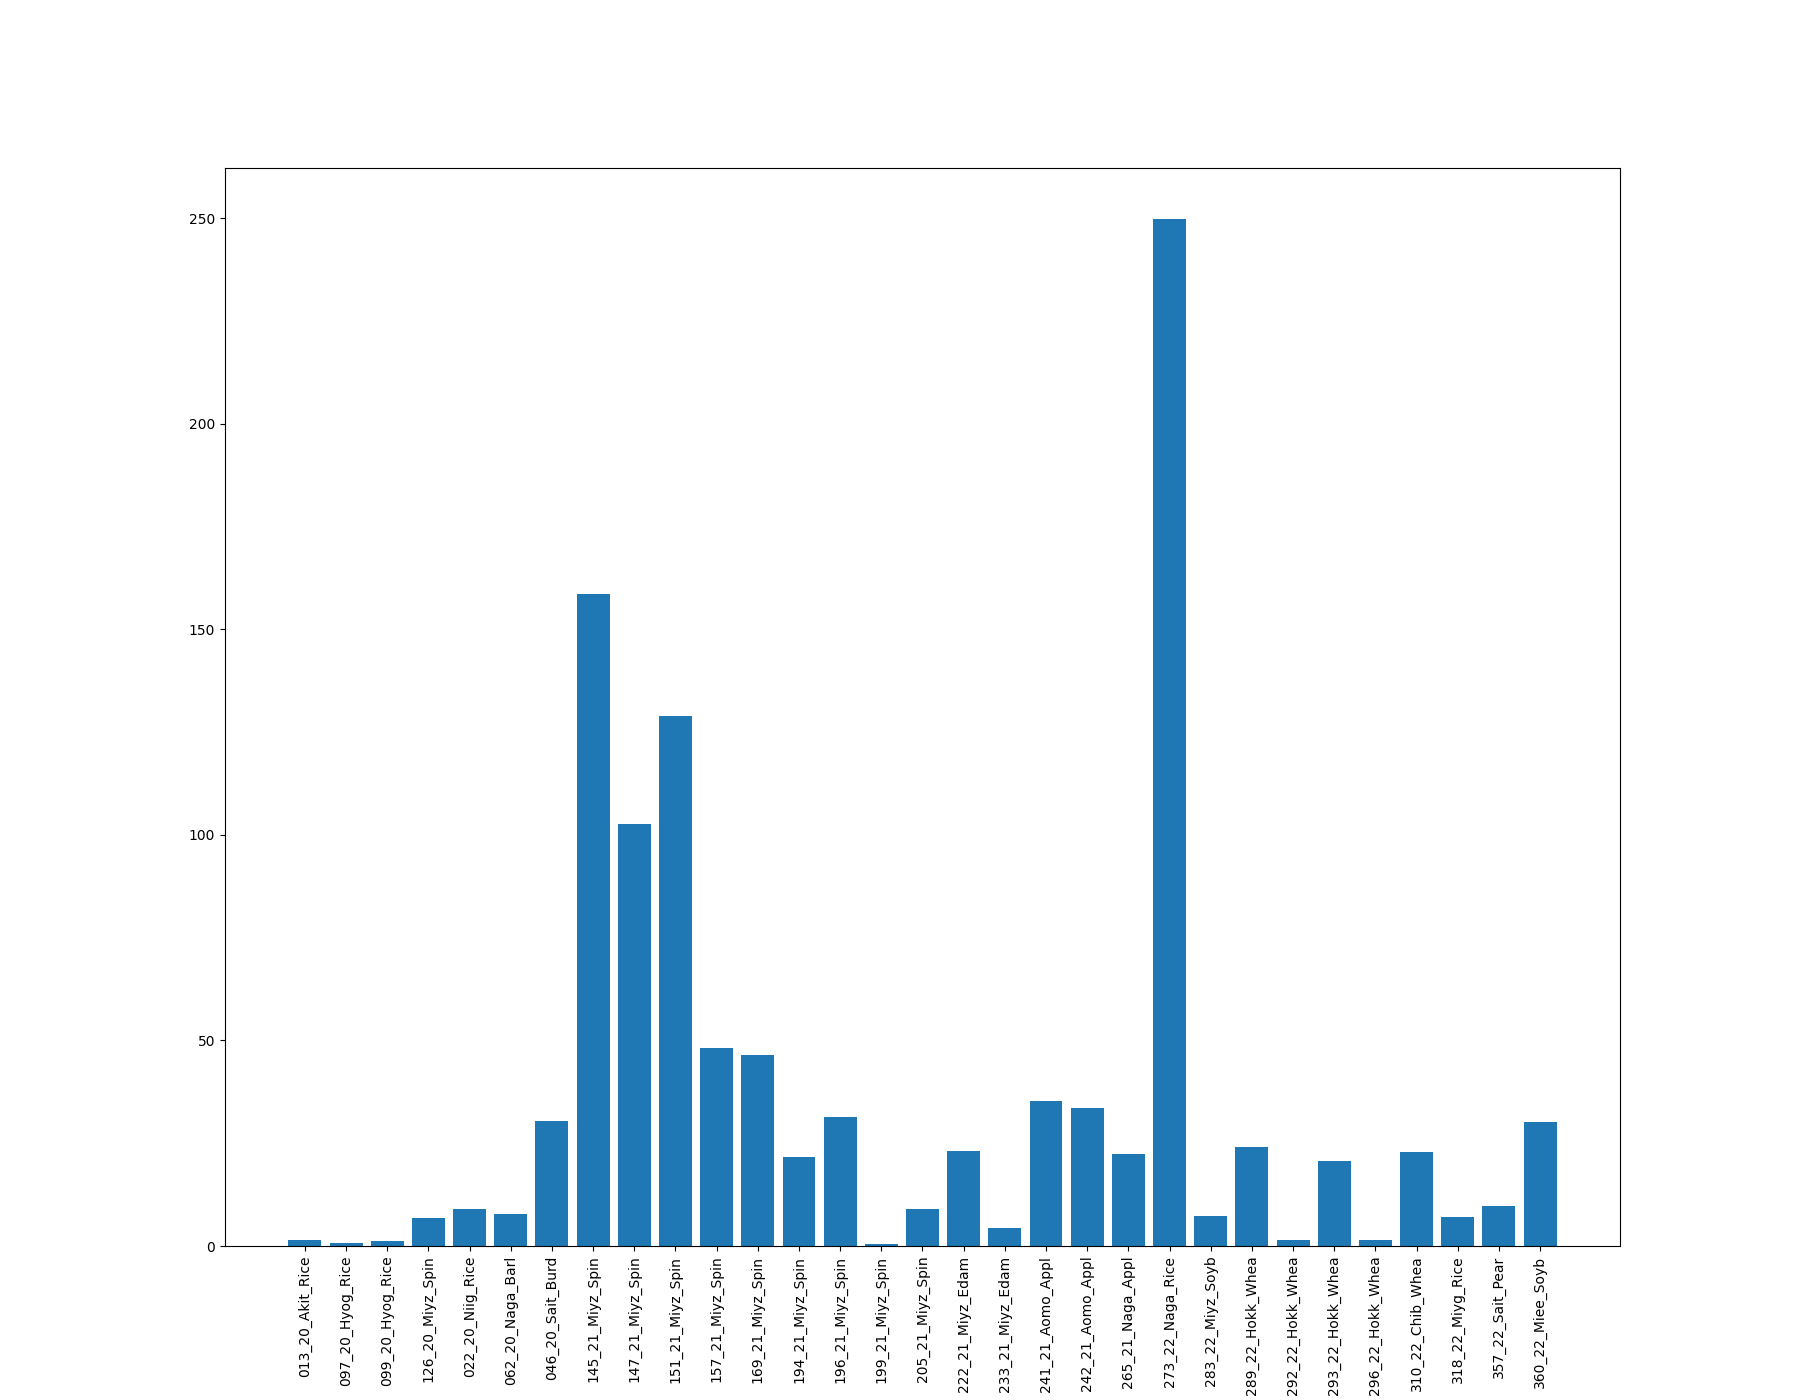 250
200
150
100
50
0
013_20_Akit_Rice
097_20_Hyog_Rice
099_20_Hyog_Rice
126_20_Miyz_Spin
022_20_Niig_Rice
062_20_Naga_Barl
046_20_Sait_Burd
145_21_Miyz_Spin
147_21_Miyz_Spin
151_21_Miyz_Spin
157_21_Miyz_Spin
169_21_Miyz_Spin
194_21_Miyz_Spin
196_21_Miyz_Spin
199_21_Miyz_Spin
205_21_Miyz_Spin
222_21_Miyz_Edam
233_21_Miyz_Edam
241_21_Aomo_Appl
242_21_Aomo_Appl
265_21_Naga_Appl
273_22_Naga_Rice
283_22_Miyz_Soyb
289_22_Hokk_Whea
292_22_Hokk_Whea
293_22_Hokk_Whea
296_22_Hokk_Whea
310_22_Chib_Whea
318_22_Miyg_Rice
357_22_Sait_Pear
360_22_Miee_Soyb